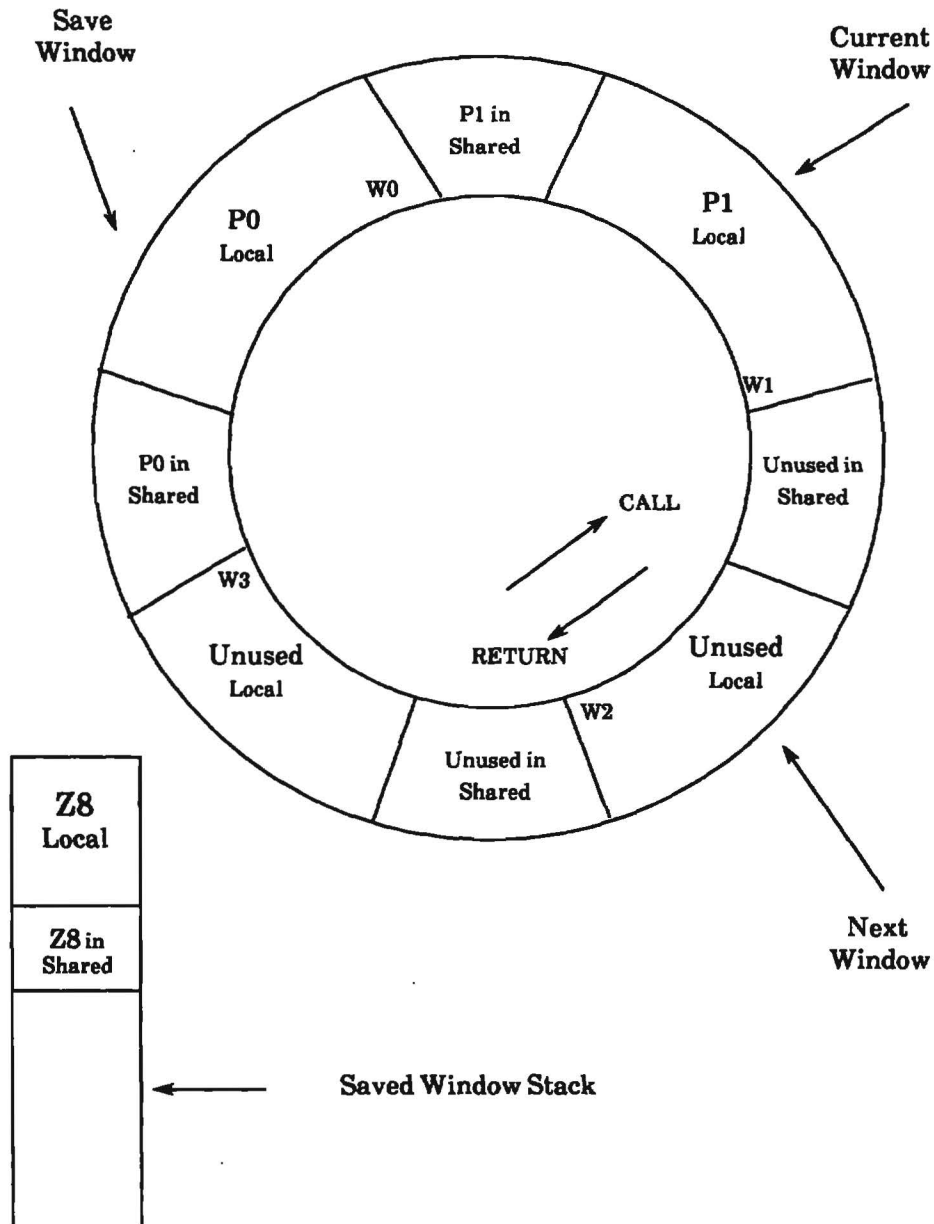 Save
Window
Current
Window
P1 in
Shared
W0
P0
Local
P1
Local
W1
P0 in
Shared
Unused in
Shared
CALL
W3
Unused
Local
RETURN
Unused
Local
W2
Unused in
Shared
Z8
Local
Z8 in
Shared
Next
Window
Saved Window Stack